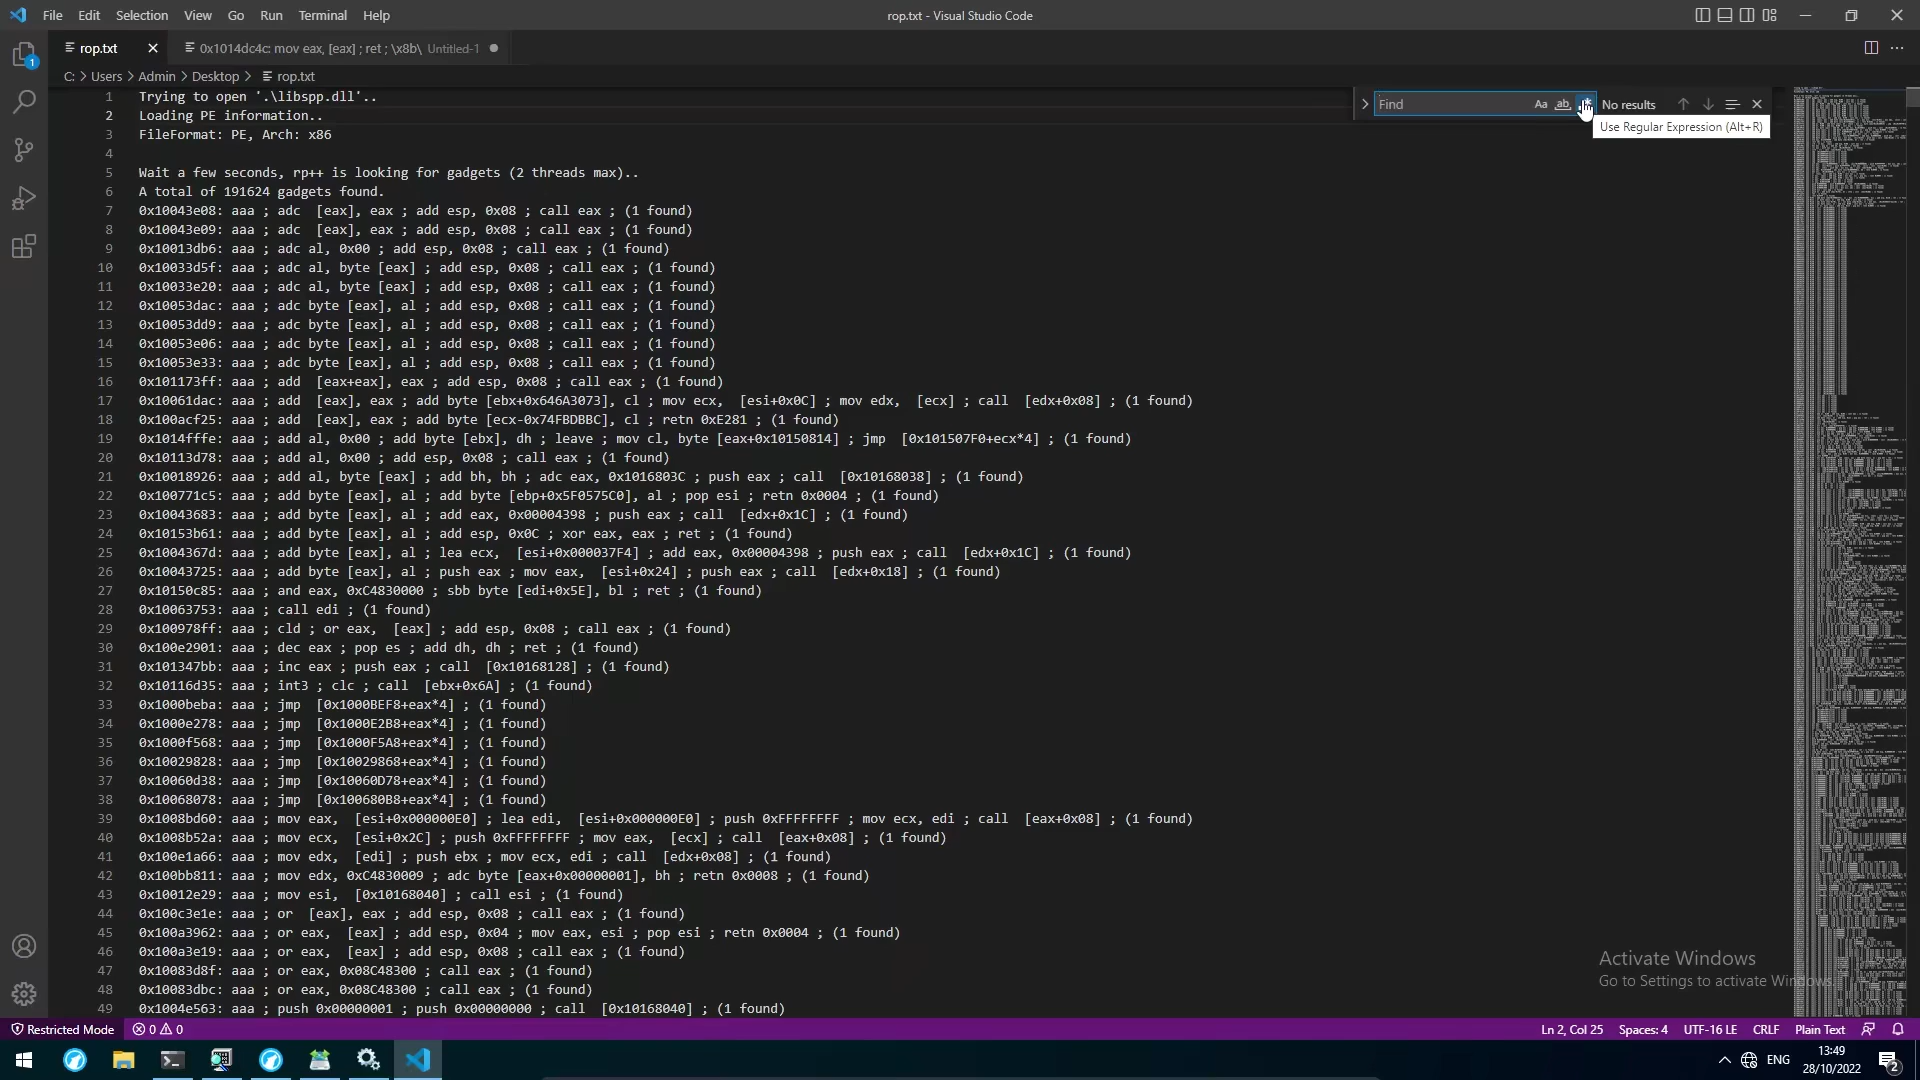 File Edit Selection View Go Run Terminal Help
rop.txt - Visual Studio Code
rop.txt 0x1014dc4c: mov eax, [eax] ; ret ; \x8b\ Untitled-1
C: > Users > Admin > Desktop > rop.txt
Find Aa ab No results
Use Regular Expression (Alt+R)
1 Trying to open '.\libspp.dll'..
2 Loading PE information..
3 FileFormat: PE, Arch: x86
4
5 Wait a few seconds, rp++ is looking for gadgets (2 threads max)..
6 A total of 191624 gadgets found.
7 0x10043e08: aaa ; adc  [eax], eax ; add esp, 0x08 ; call eax ; (1 found)
8 0x10043e09: aaa ; adc  [eax], eax ; add esp, 0x08 ; call eax ; (1 found)
9 0x10013db6: aaa ; adc al, 0x00 ; add esp, 0x08 ; call eax ; (1 found)
10 0x10033d5f: aaa ; adc al, byte [eax] ; add esp, 0x08 ; call eax ; (1 found)
11 0x10033e20: aaa ; adc al, byte [eax] ; add esp, 0x08 ; call eax ; (1 found)
12 0x10053dac: aaa ; adc byte [eax], al ; add esp, 0x08 ; call eax ; (1 found)
13 0x10053dd9: aaa ; adc byte [eax], al ; add esp, 0x08 ; call eax ; (1 found)
14 0x10053e06: aaa ; adc byte [eax], al ; add esp, 0x08 ; call eax ; (1 found)
15 0x10053e33: aaa ; adc byte [eax], al ; add esp, 0x08 ; call eax ; (1 found)
16 0x101173ff: aaa ; add  [eax+eax], eax ; add esp, 0x08 ; call eax ; (1 found)
17 0x10061dac: aaa ; add  [eax], eax ; add byte [ebx+0x646A3073], cl ; mov ecx,  [esi+0x0C] ; mov edx,  [ecx] ; call  [edx+0x08] ; (1 found)
18 0x100acf25: aaa ; add  [eax], eax ; add byte [ecx-0x74FBDBBC], cl ; retn 0xE281 ; (1 found)
19 0x1014fffe: aaa ; add al, 0x00 ; add byte [ebx], dh ; leave ; mov cl, byte [eax+0x10150814] ; jmp  [0x101507F0+ecx*4] ; (1 found)
20 0x10113d78: aaa ; add al, 0x00 ; add esp, 0x08 ; call eax ; (1 found)
21 0x10018926: aaa ; add al, byte [eax] ; add bh, bh ; adc eax, 0x1016803C ; push eax ; call  [0x10168038] ; (1 found)
22 0x100771c5: aaa ; add byte [eax], al ; add byte [ebp+0x5F0575C0], al ; pop esi ; retn 0x0004 ; (1 found)
23 0x10043683: aaa ; add byte [eax], al ; add eax, 0x00004398 ; push eax ; call  [edx+0x1C] ; (1 found)
24 0x10153b61: aaa ; add byte [eax], al ; add esp, 0x0C ; xor eax, eax ; ret ; (1 found)
25 0x1004367d: aaa ; add byte [eax], al ; lea ecx,  [esi+0x000037F4] ; add eax, 0x00004398 ; push eax ; call  [edx+0x1C] ; (1 found)
26 0x10043725: aaa ; add byte [eax], al ; push eax ; mov eax,  [esi+0x24] ; push eax ; call  [edx+0x18] ; (1 found)
27 0x10150c85: aaa ; and eax, 0xC4830000 ; sbb byte [edi+0x5E], bl ; ret ; (1 found)
28 0x10063753: aaa ; call edi ; (1 found)
29 0x100978ff: aaa ; cld ; or eax,  [eax] ; add esp, 0x08 ; call eax ; (1 found)
30 0x100e2901: aaa ; dec eax ; pop es ; add dh, dh ; ret ; (1 found)
31 0x101347bb: aaa ; inc eax ; push eax ; call  [0x10168128] ; (1 found)
32 0x10116d35: aaa ; int3 ; clc ; call  [ebx+0x6A] ; (1 found)
33 0x1000beba: aaa ; jmp  [0x1000BEF8+eax*4] ; (1 found)
34 0x1000e278: aaa ; jmp  [0x1000E2B8+eax*4] ; (1 found)
35 0x1000f568: aaa ; jmp  [0x1000F5A8+eax*4] ; (1 found)
36 0x10029828: aaa ; jmp  [0x10029868+eax*4] ; (1 found)
37 0x10060d38: aaa ; jmp  [0x10060D78+eax*4] ; (1 found)
38 0x10068078: aaa ; jmp  [0x100680B8+eax*4] ; (1 found)
39 0x1008bd60: aaa ; mov eax,  [esi+0x000000E0] ; lea edi,  [esi+0x000000E0] ; push 0xFFFFFFFF ; mov ecx, edi ; call  [eax+0x08] ; (1 found)
40 0x1008b52a: aaa ; mov ecx,  [esi+0x2C] ; push 0xFFFFFFFF ; mov eax,  [ecx] ; call  [eax+0x08] ; (1 found)
41 0x100e1a66: aaa ; mov edx,  [edi] ; push ebx ; mov ecx, edi ; call  [edx+0x08] ; (1 found)
42 0x100bb811: aaa ; mov edx, 0xC4830009 ; adc byte [eax+0x00000001], bh ; retn 0x0008 ; (1 found)
43 0x10012e29: aaa ; mov esi,  [0x10168040] ; call esi ; (1 found)
44 0x100c3e1e: aaa ; or  [eax], eax ; add esp, 0x08 ; call eax ; (1 found)
45 0x100a3962: aaa ; or eax,  [eax] ; add esp, 0x04 ; mov eax, esi ; pop esi ; retn 0x0004 ; (1 found)
46 0x100a3e19: aaa ; or eax,  [eax] ; add esp, 0x08 ; call eax ; (1 found)
47 0x10083d8f: aaa ; or eax, 0x08C48300 ; call eax ; (1 found)
48 0x10083dbc: aaa ; or eax, 0x08C48300 ; call eax ; (1 found)
49 0x1004e563: aaa ; push 0x00000001 ; push 0x00000000 ; call  [0x10168040] ; (1 found)
Activate Windows
Go to Settings to activate Windows.
Restricted Mode 0 0 Ln 2, Col 25 Spaces: 4 UTF-16 LE CRLF Plain Text
ENG 13:49
28/10/2022 2
1